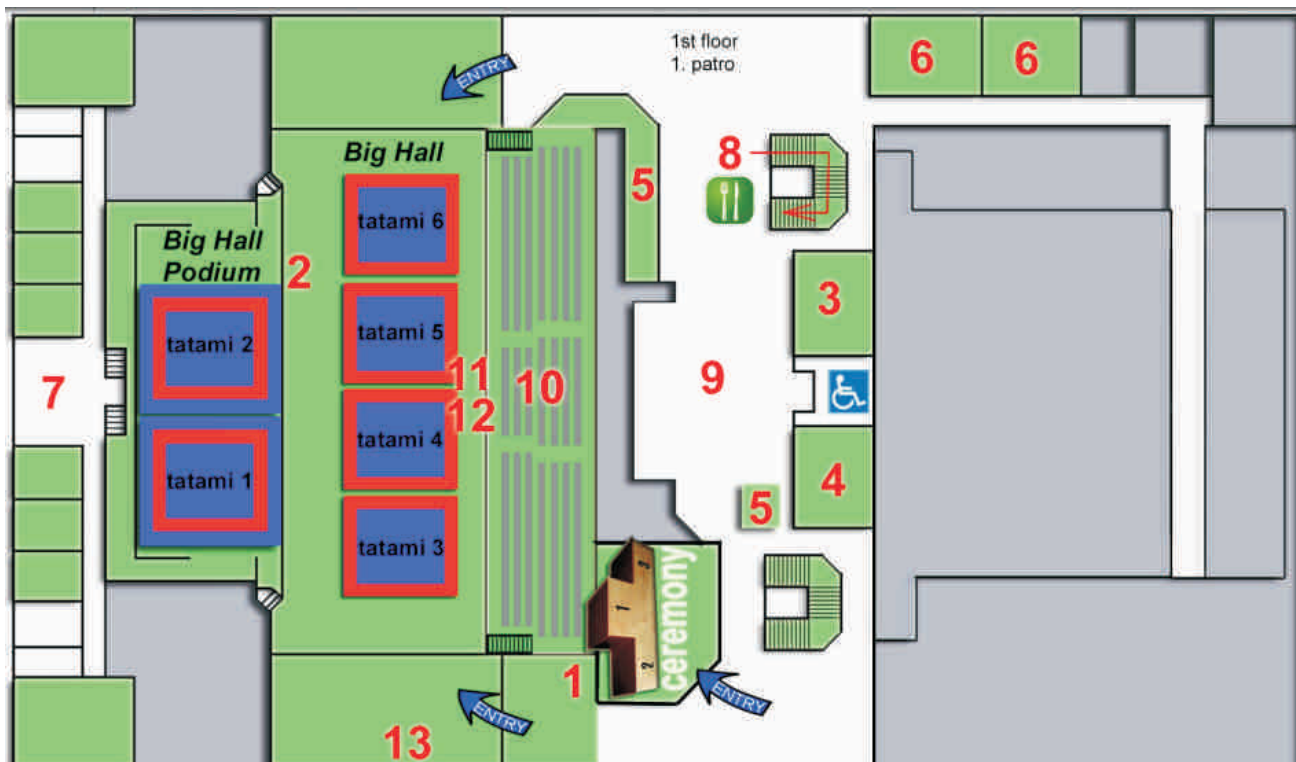 1st floor
1. patro
6
6
ENTRY
Big Hall
8
5
tatami 6
Big Hall
Podium
2
3
tatami 5
tatami 2
11
10
9
7
12
tatami 4
tatami 1
4
5
tatami 3
ceremony
3
1
2
1
ENTRY
ENTRY
13